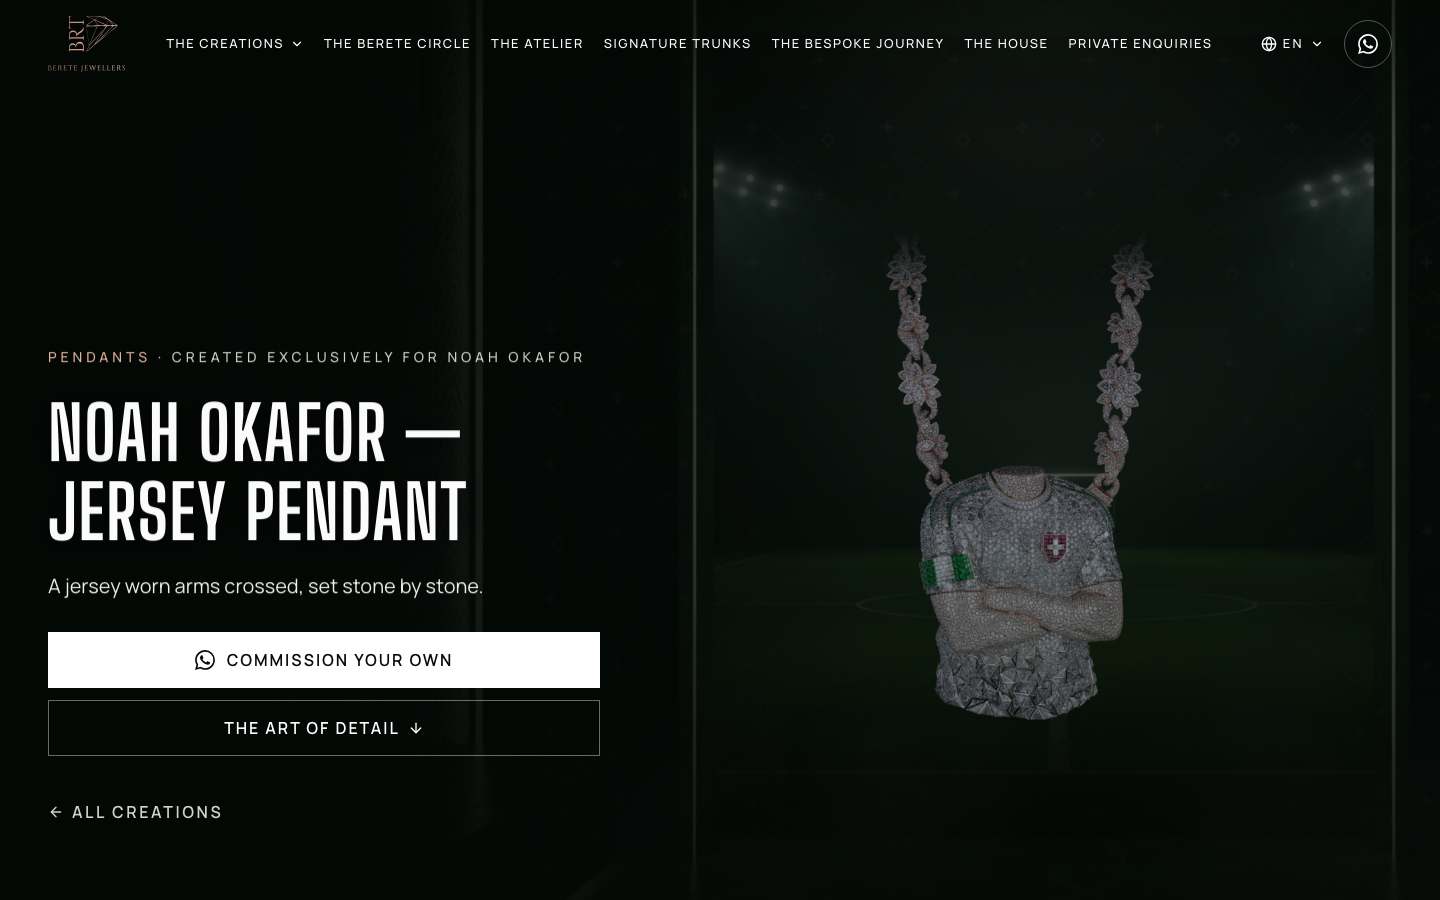 BRT
BERETE JEWELLERS
THE CREATIONS
THE BERETE CIRCLE
THE ATELIER
SIGNATURE TRUNKS
THE BESPOKE JOURNEY
THE HOUSE
PRIVATE ENQUIRIES
EN
PENDANTS · CREATED EXCLUSIVELY FOR NOAH OKAFOR
NOAH OKAFOR —
JERSEY PENDANT
A jersey worn arms crossed, set stone by stone.
COMMISSION YOUR OWN
THE ART OF DETAIL ↓
← ALL CREATIONS